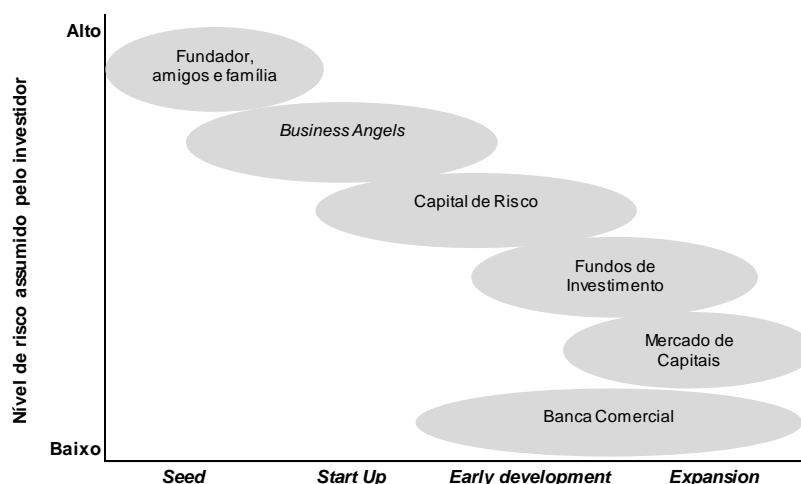 Alto
Fundador,
amigos e família
Business Angels
Capital de Risco
Fundos de
Investimento
Mercado de
Capitais
Banca Comercial
Nível de risco assumido pelo investidor
Baixo
Seed
Start Up
Early development
Expansion